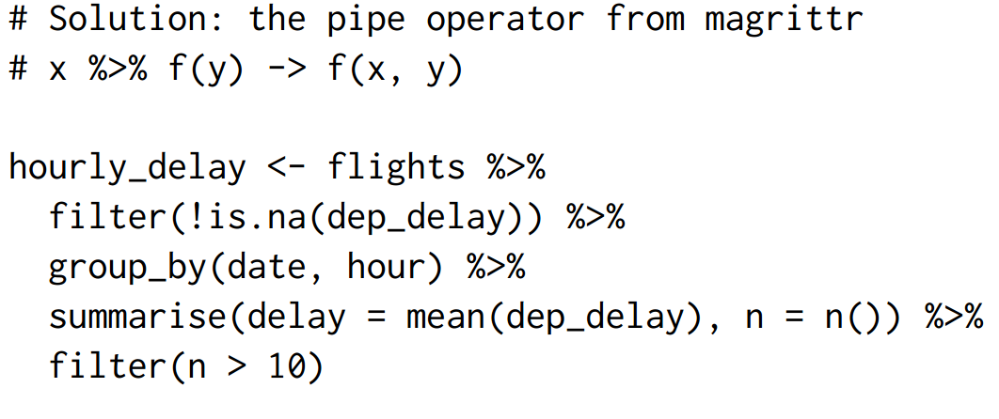 # Solution: the pipe operator from magrittr
# x %>% f(y) -> f(x, y)
hourly_delay <- flights %>%
  filter(!is.na(dep_delay)) %>%
  group_by(date, hour) %>%
  summarise(delay = mean(dep_delay), n = n()) %>%
  filter(n > 10)